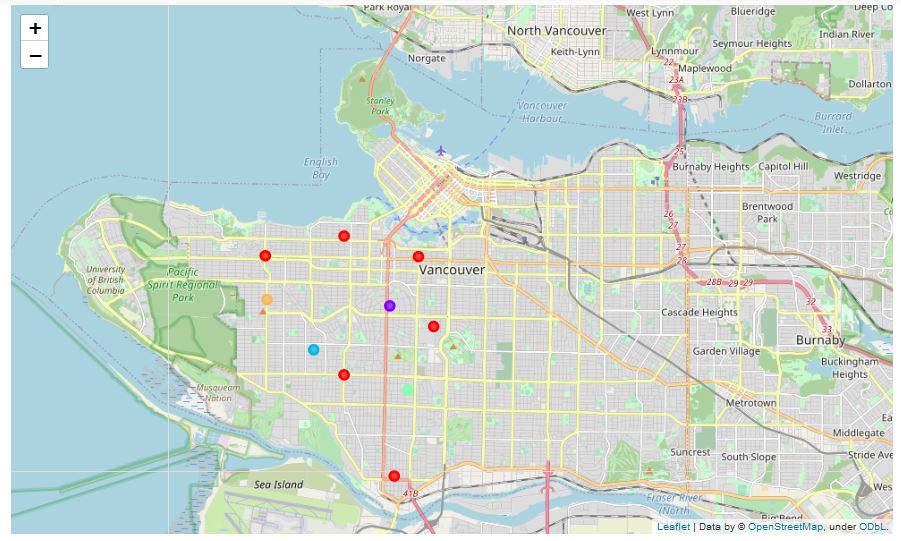 +
−
Park Royal
West Lynn
Blueridge
Deep Co
North Vancouver
Indian River
Keith-Lynn
Lynnmour
Seymour Heights
Norgate
22
Maplewood
23A
Dollarton
Stanley
Park
23B
Vancouver
Harbour
Burrard
Inlet
25
English
Bay
Burnaby Heights
Capitol Hill
Westridge
26
Brentwood
Park
27
27
28
University
of British
Columbia
Pacific
Spirit Regional
Park
Vancouver
28B
29
29
32
Cascade Heights
33
Burnaby
Garden Village
Buckingham
Heights
Musqueam
Nation
Metrotown
Ea
Middlegate
Suncrest
South Slope
Stride Ave
Sea Island
41B
Wes
Fraser River
(North
Big Bend
Leaflet | Data by © OpenStreetMap, under ODbL.